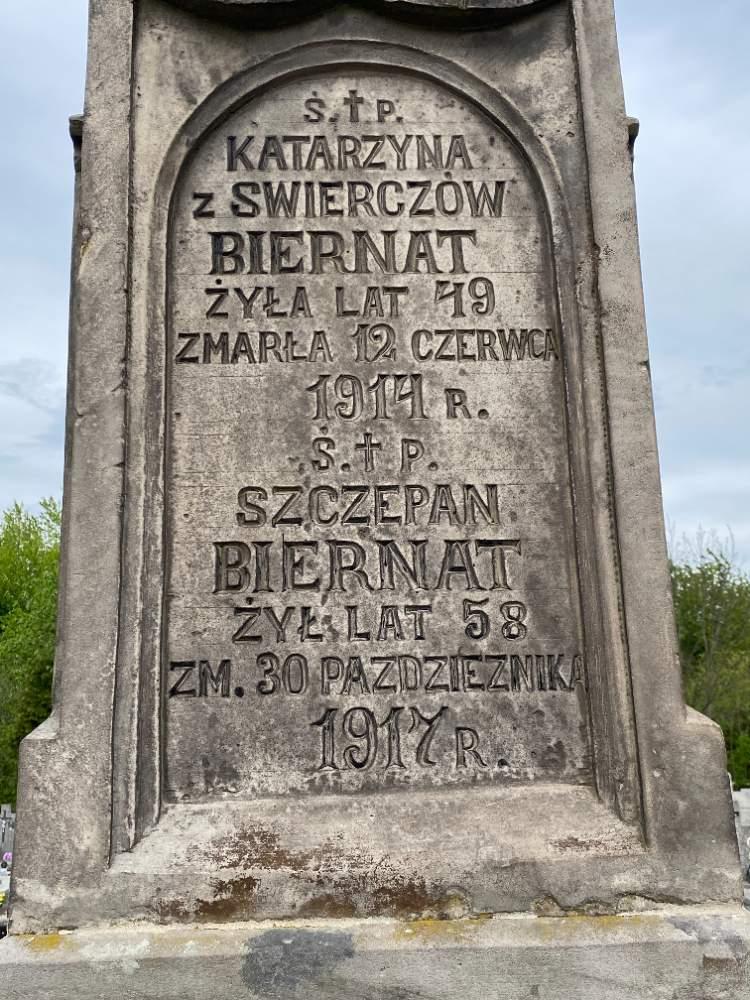 Ś.†P.
KATARZYNA
Z SWIERCZÓW
BIERNAT
ŻYŁA LAT 49
ZMARŁA 12 CZERWCA
1914 R.
Ś.†P.
SZCZEPAN
BIERNAT
ŻYŁ LAT 58
ZM. 30 PAZDZIEZNIKA
1917 R.